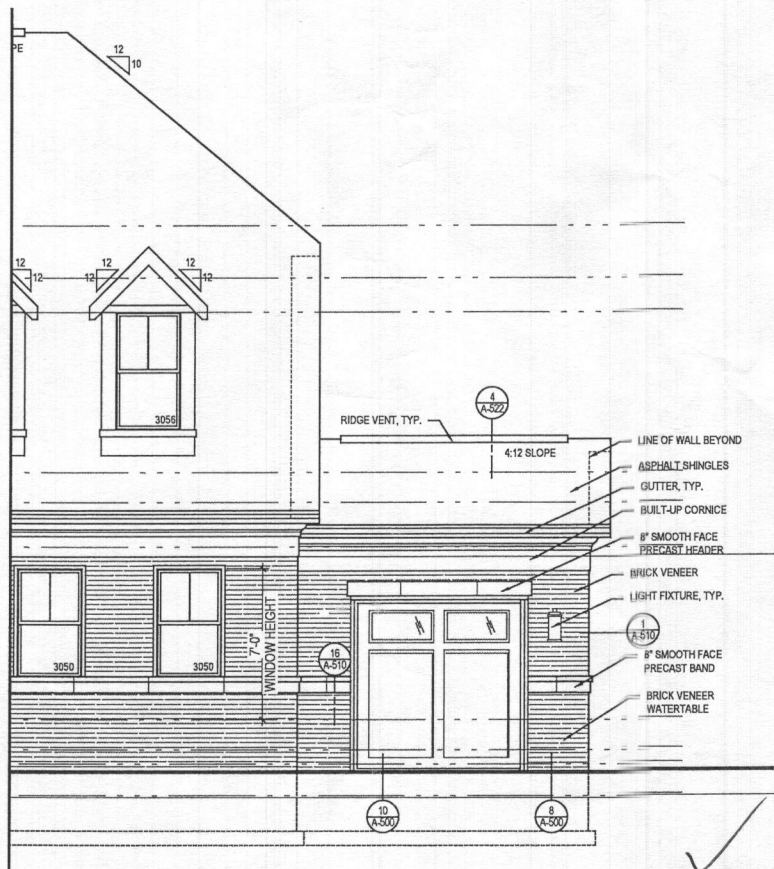 PE
12
10
12
12
12
12
12
3056
RIDGE VENT, TYP.
4
A-522
4:12 SLOPE
LINE OF WALL BEYOND
ASPHALT SHINGLES
GUTTER, TYP.
BUILT-UP CORNICE
8" SMOOTH FACE
PRECAST HEADER
BRICK VENEER
LIGHT FIXTURE, TYP.
1
A-510
8" SMOOTH FACE
PRECAST BAND
BRICK VENEER
WATERTABLE
3050
3050
7'-0"
WINDOW HEIGHT
16
A-510
10
A-500
8
A-500